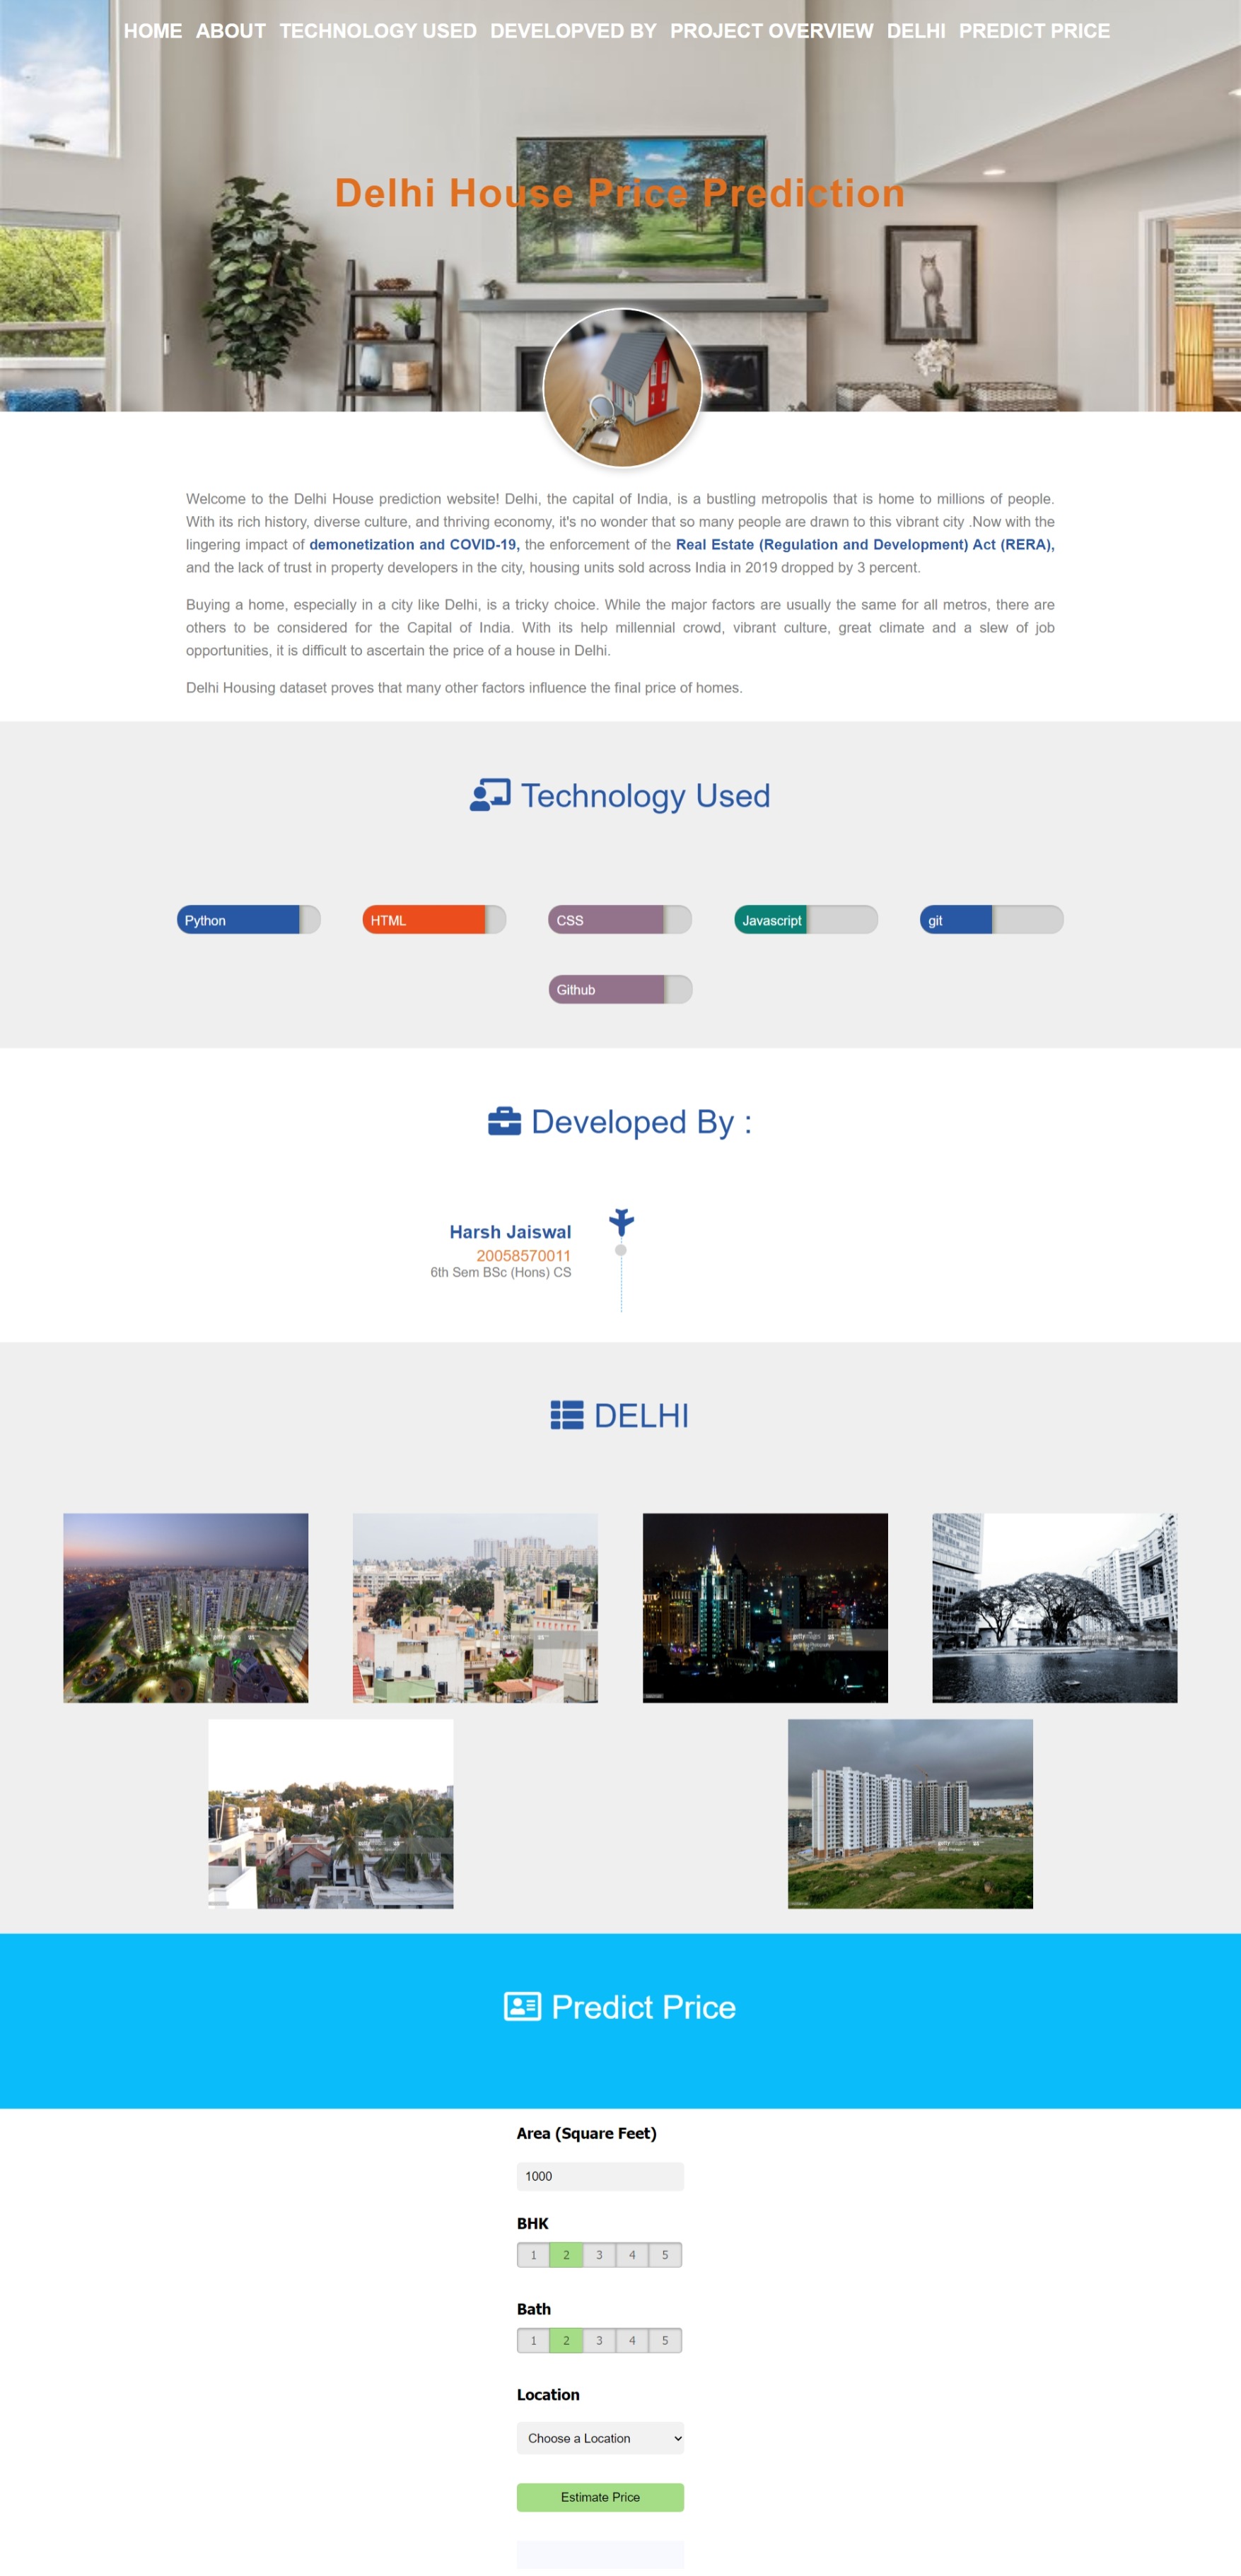 HOME ABOUT TECHNOLOGY USED DEVELOPVED BY PROJECT OVERVIEW DELHI PREDICT PRICE
Delhi House Price Prediction
Welcome to the Delhi House prediction website! Delhi, the capital of India, is a bustling metropolis that is home to millions of people.
With its rich history, diverse culture, and thriving economy, it's no wonder that so many people are drawn to this vibrant city .Now with the
lingering impact of demonetization and COVID-19, the enforcement of the Real Estate (Regulation and Development) Act (RERA),
and the lack of trust in property developers in the city, housing units sold across India in 2019 dropped by 3 percent.
Buying a home, especially in a city like Delhi, is a tricky choice. While the major factors are usually the same for all metros, there are
others to be considered for the Capital of India. With its help millennial crowd, vibrant culture, great climate and a slew of job
opportunities, it is difficult to ascertain the price of a house in Delhi.
Delhi Housing dataset proves that many other factors influence the final price of homes.
Technology Used
Python HTML CSS Javascript git
Github
Developed By :
Harsh Jaiswal
20058570011
6th Sem BSc (Hons) CS
DELHI
Predict Price
Area (Square Feet)
1000
BHK
1 2 3 4 5
Bath
1 2 3 4 5
Location
Choose a Location
Estimate Price